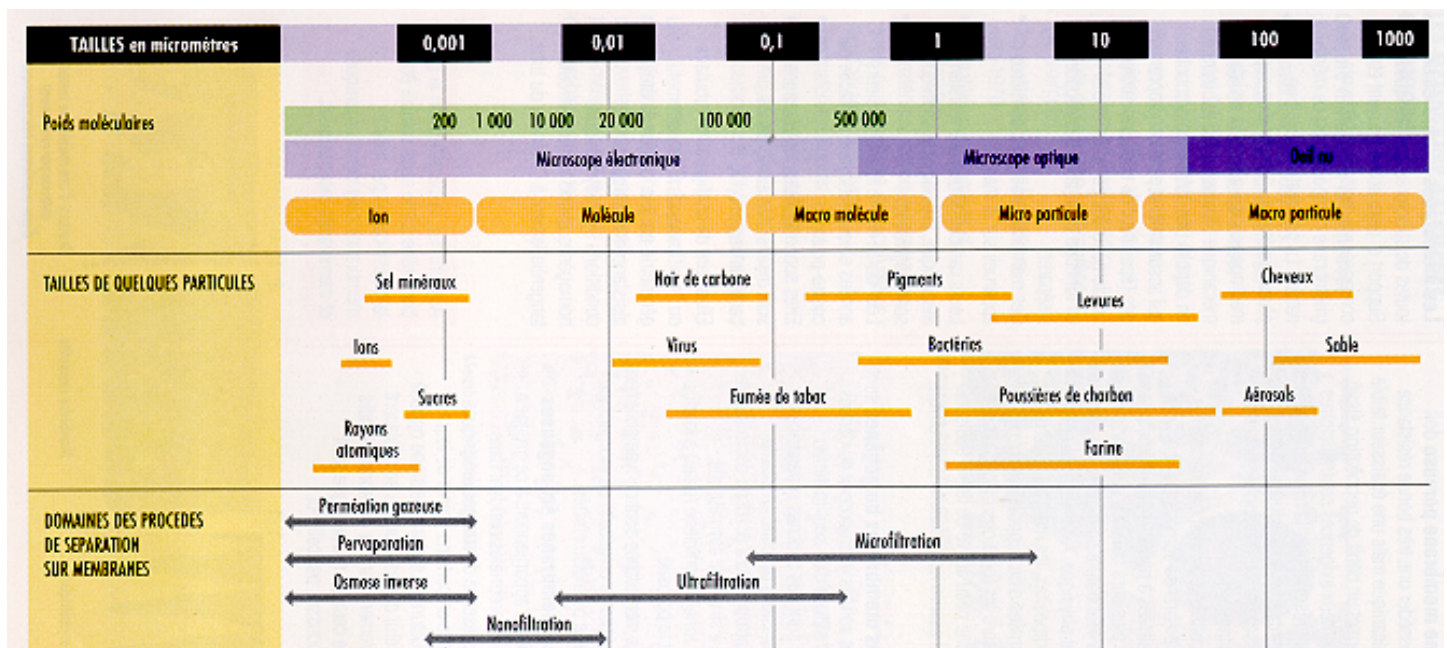 TAILLES en micromètres 0,001 0,01 0,1 1 10 100 1000
Poids moléculaires 200 1 000 10 000 20 000 100 000 500 000
Microscope électronique Microscope optique Oeil nu
Ion Molécule Macro molécule Micro particule Macro particule
TAILLES DE QUELQUES PARTICULES
Sel minéraux Noir de carbone Pigments Cheveux
Levures
Ions Virus Bactéries Sable
Sucres Fumée de tabac Poussières de charbon Aérosols
Rayons
atomiques Farine
DOMAINES DES PROCEDES
DE SEPARATION
SUR MEMBRANES
Perméation gazeuse
Pervaparation Microfiltration
Osmose inverse Ultrafiltration
Nanofiltration